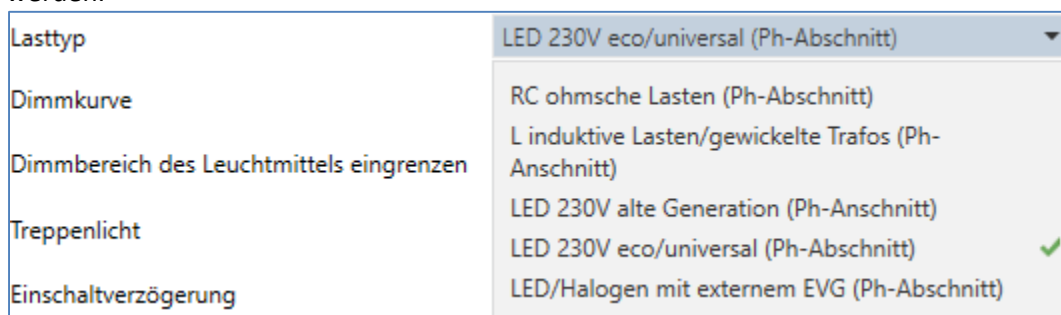 Lasttyp
LED 230V eco/universal (Ph-Abschnitt)
Dimmkurve
RC ohmsche Lasten (Ph-Abschnitt)
Dimmbereich des Leuchtmittels eingrenzen
L induktive Lasten/gewickelte Trafos (Ph-
Anschnitt)
Treppenlicht
LED 230V alte Generation (Ph-Anschnitt)
LED 230V eco/universal (Ph-Abschnitt)
Einschaltverzögerung
LED/Halogen mit externem EVG (Ph-Abschnitt)